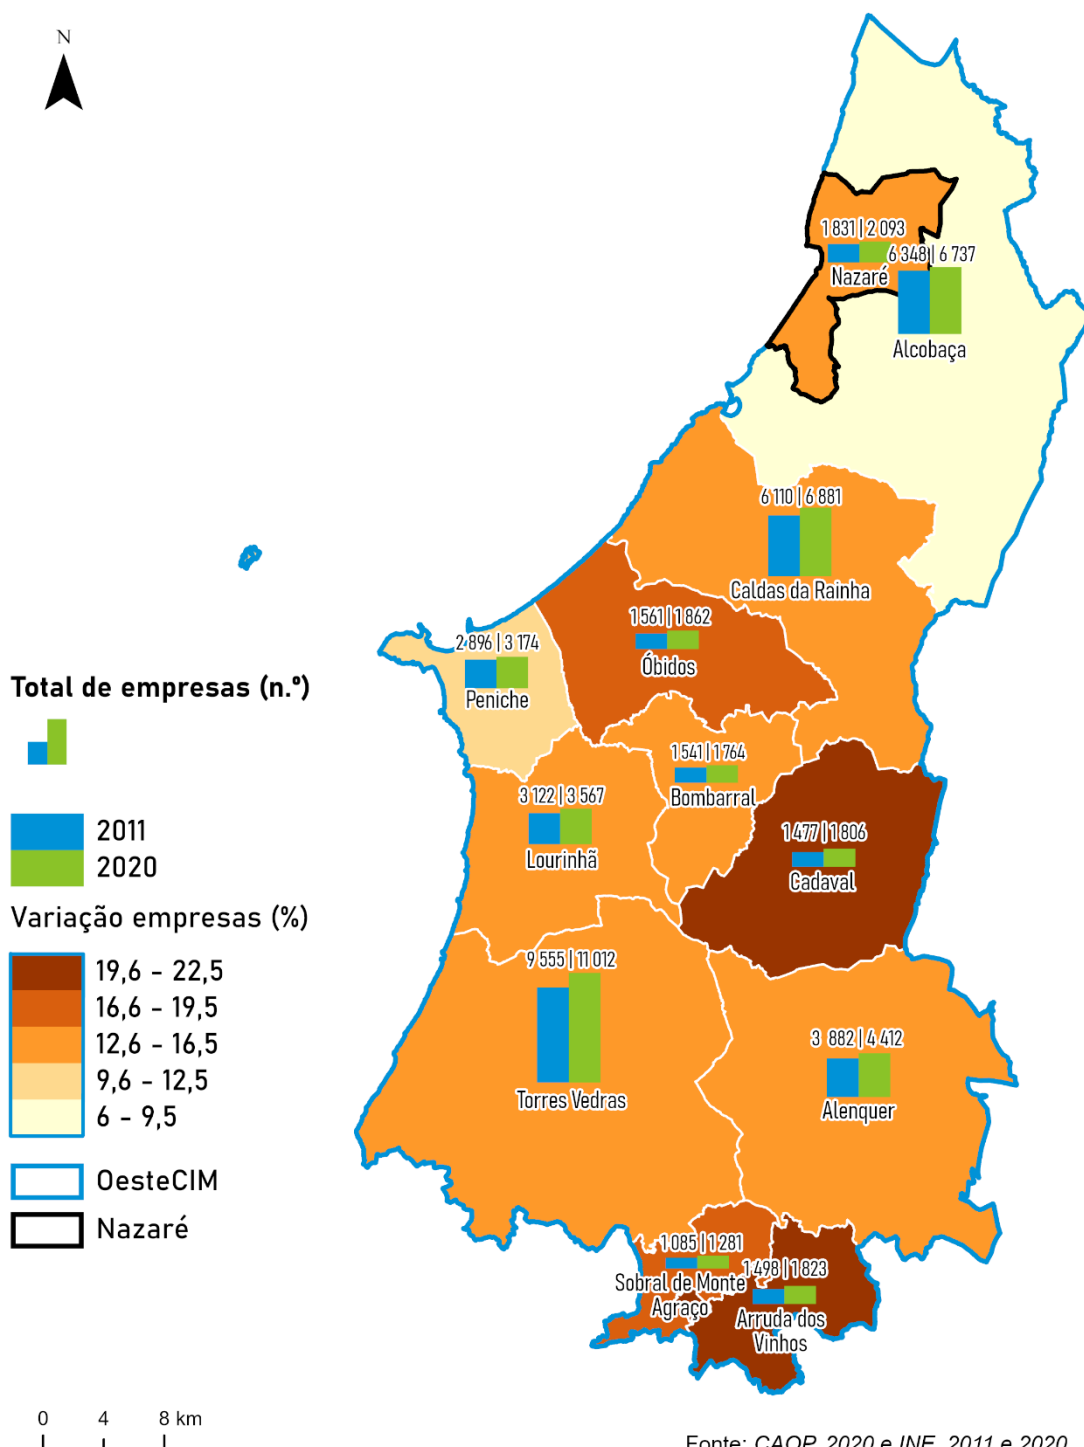 N
1 831 | 2 093
Nazaré
6 348 | 6 737
Alcobaça
6 110 | 6 881
Caldas da Rainha
1 561 | 1 862
Óbidos
2 896 | 3 174
Peniche
1 541 | 1 764
Bombarral
3 122 | 3 567
Lourinhã
1 477 | 1 806
Cadaval
9 555 | 11 012
Torres Vedras
3 882 | 4 412
Alenquer
1 085 | 1 281
Sobral de Monte
Agraço
1 498 | 1 823
Arruda dos
Vinhos
Total de empresas (n.º)
2011
2020
Variação empresas (%)
19,6 - 22,5
16,6 - 19,5
12,6 - 16,5
9,6 - 12,5
6 - 9,5
OesteCIM
Nazaré
0 4 8 km
Fonte: CAOP, 2020 e INE, 2011 e 2020